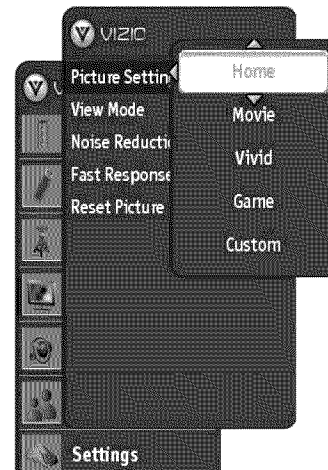 VIZIO
Picture Settin
View Mode
Noise Reducti
Fast Response
Reset Picture
Home
Movie
Vivid
Game
Custom
V
Settings